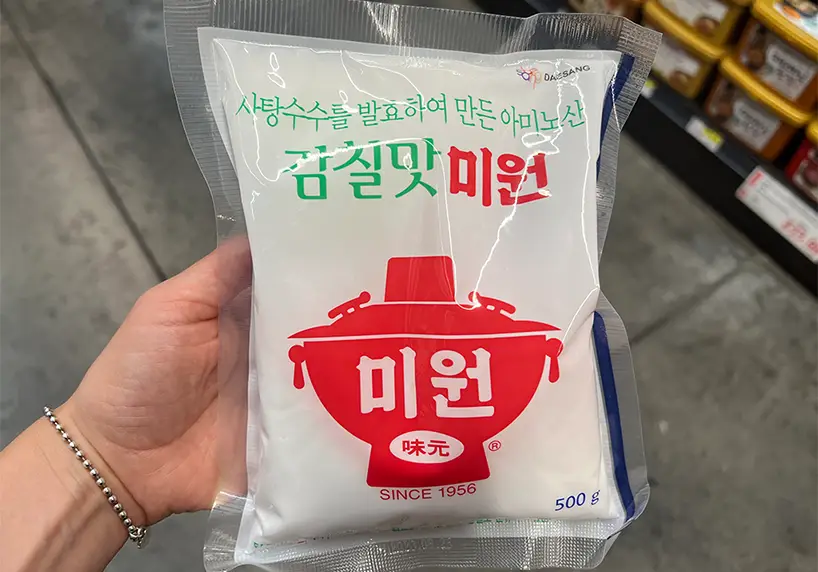 DAESANG
사탕수수를 발효하여 만든 아미노산
감칠맛 미원
미원
味元 ®
SINCE 1956
500 g